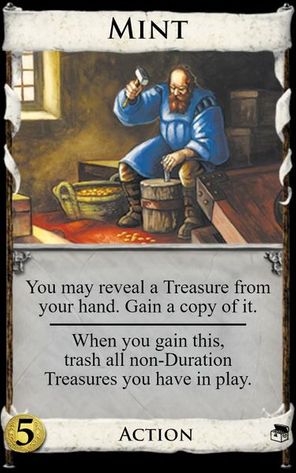 MINT
You may reveal a Treasure from
your hand. Gain a copy of it.
When you gain this,
trash all non-Duration
Treasures you have in play.
5
ACTION